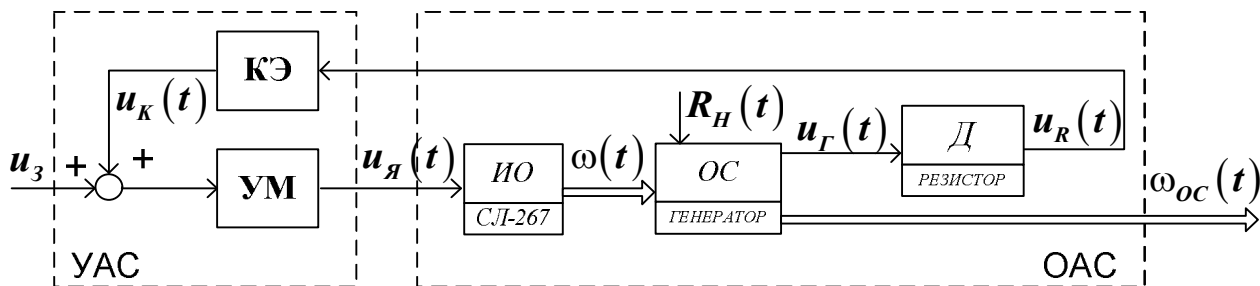 КЭ
u_К(t)
R_Н(t)
u_Г(t)
Д
РЕЗИСТОР
u_R(t)
u_З
+
+
УМ
u_Я(t)
ИО
СЛ-267
ω(t)
ОС
ГЕНЕРАТОР
ω_ОС(t)
УАС
ОАС